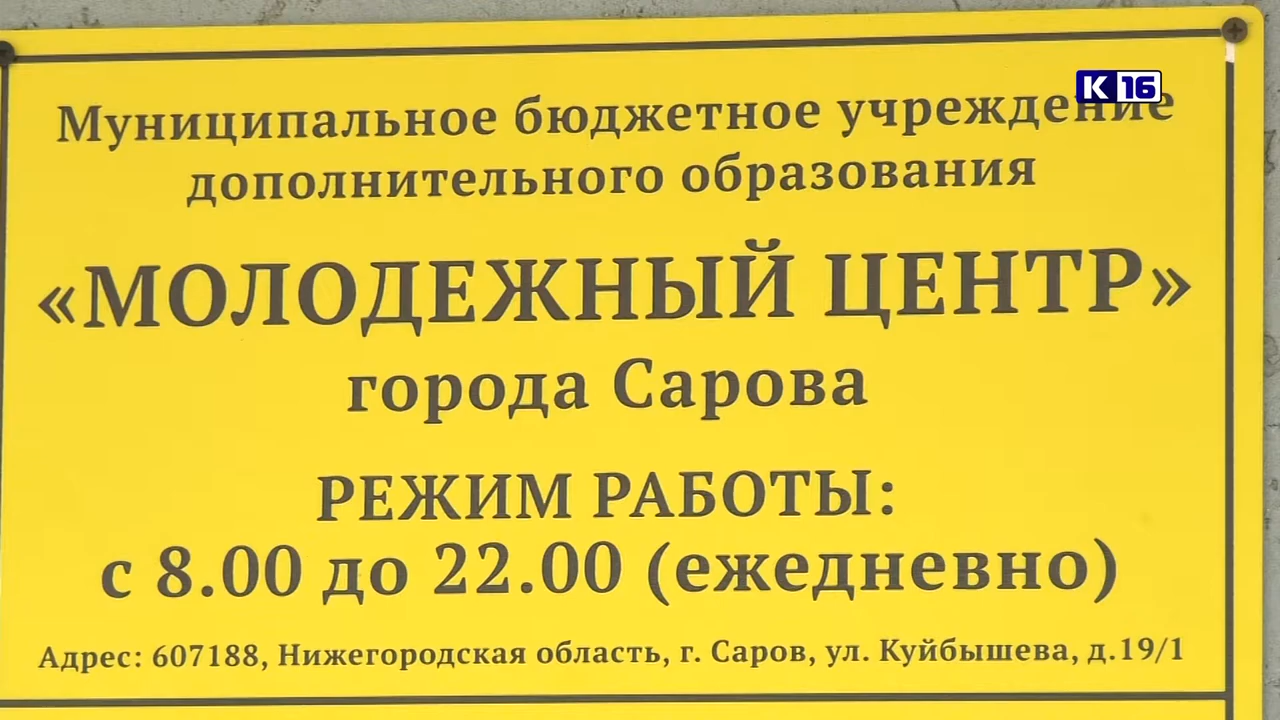 К 16
Муниципальное бюджетное учреждение
дополнительного образования
«МОЛОДЕЖНЫЙ ЦЕНТР»
города Сарова
РЕЖИМ РАБОТЫ:
с 8.00 до 22.00 (ежедневно)
Адрес: 607188, Нижегородская область, г. Саров, ул. Куйбышева, д.19/1